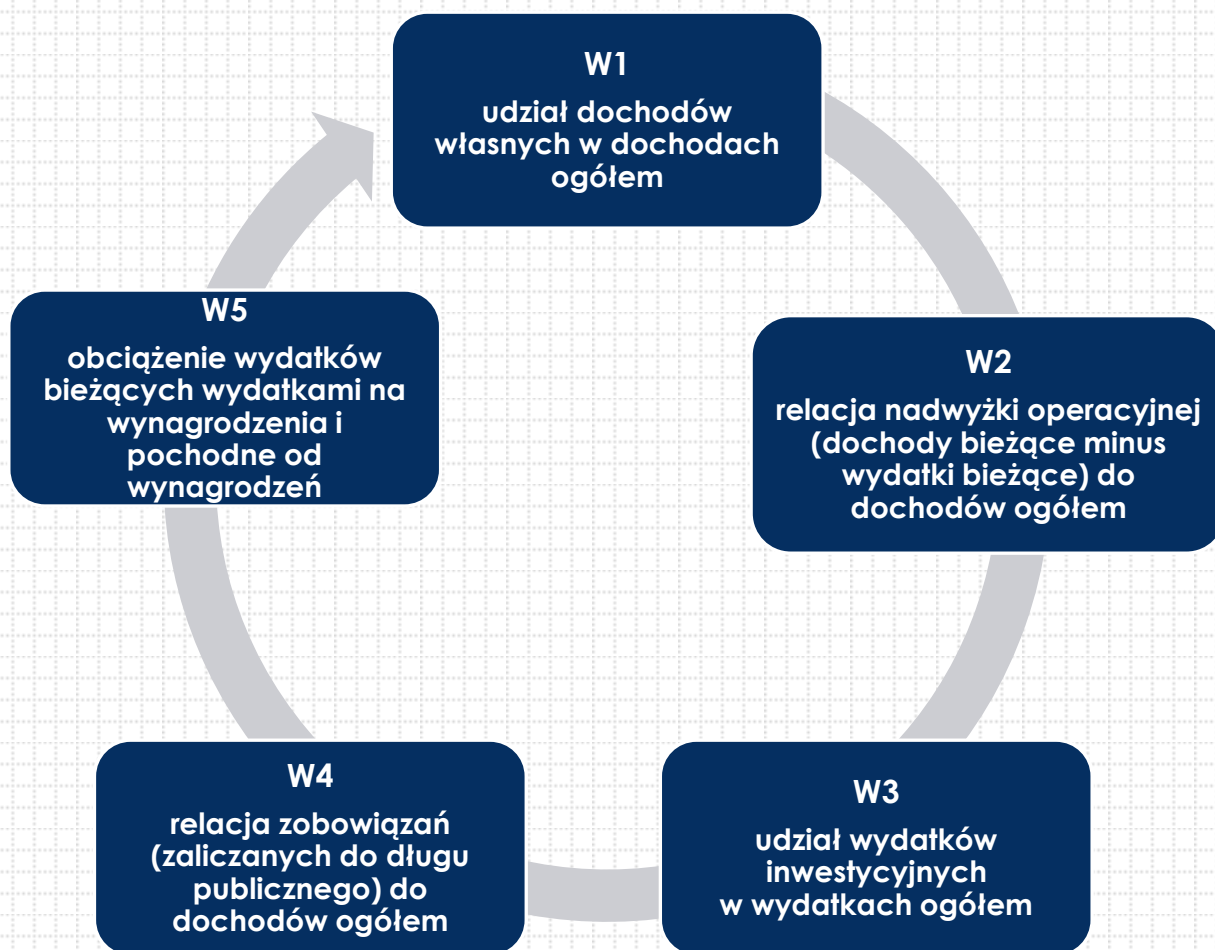 W1
udział dochodów
własnych w dochodach
ogółem
W2
relacja nadwyżki operacyjnej
(dochody bieżące minus
wydatki bieżące) do
dochodów ogółem
W3
udział wydatków
inwestycyjnych
w wydatkach ogółem
W4
relacja zobowiązań
(zaliczanych do długu
publicznego) do
dochodów ogółem
W5
obciążenie wydatków
bieżących wydatkami na
wynagrodzenia i
pochodne od
wynagrodzeń